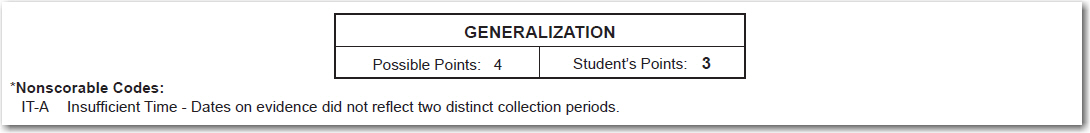 GENERALIZATION
Possible Points: 4 Student's Points: 3
*Nonscorable Codes:
IT-A Insufficient Time - Dates on evidence did not reflect two distinct collection periods.